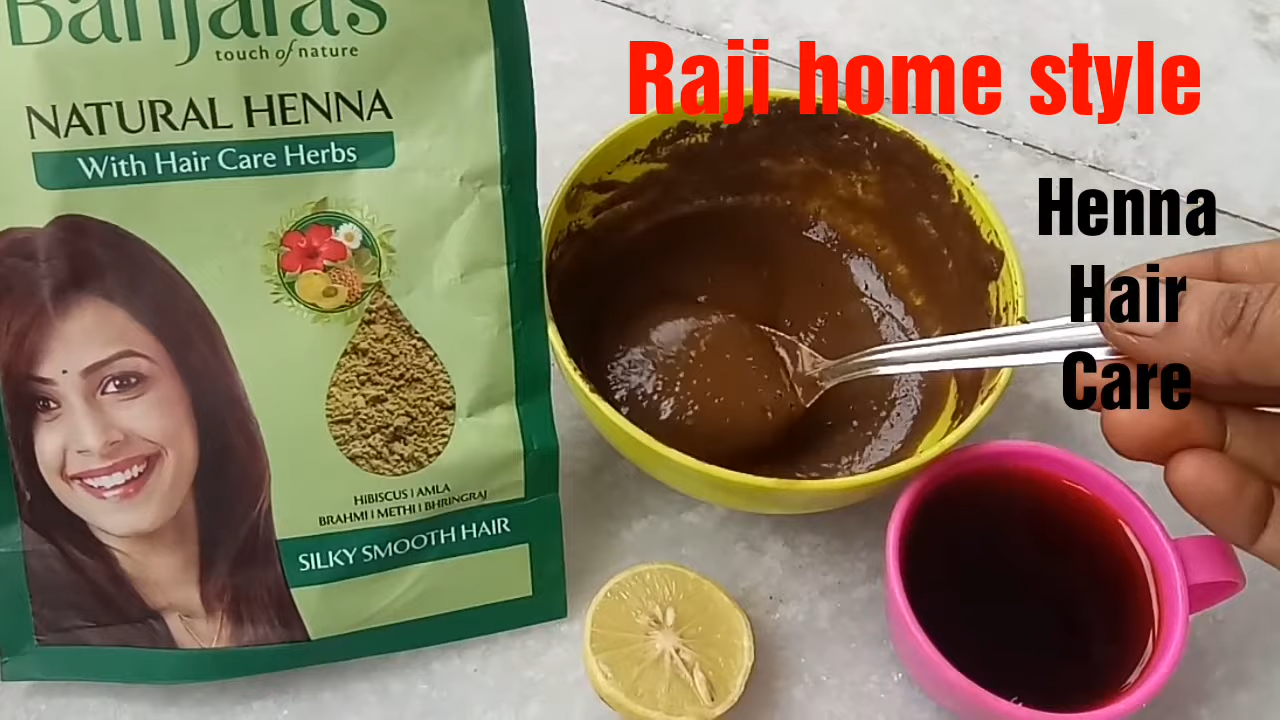 Banjara's
touch of nature
NATURAL HENNA
With Hair Care Herbs
HIBISCUS | AMLA
BRAHMI | METHI | BHRINGRAJ
SILKY SMOOTH HAIR
Raji home style
Henna
Hair
Care